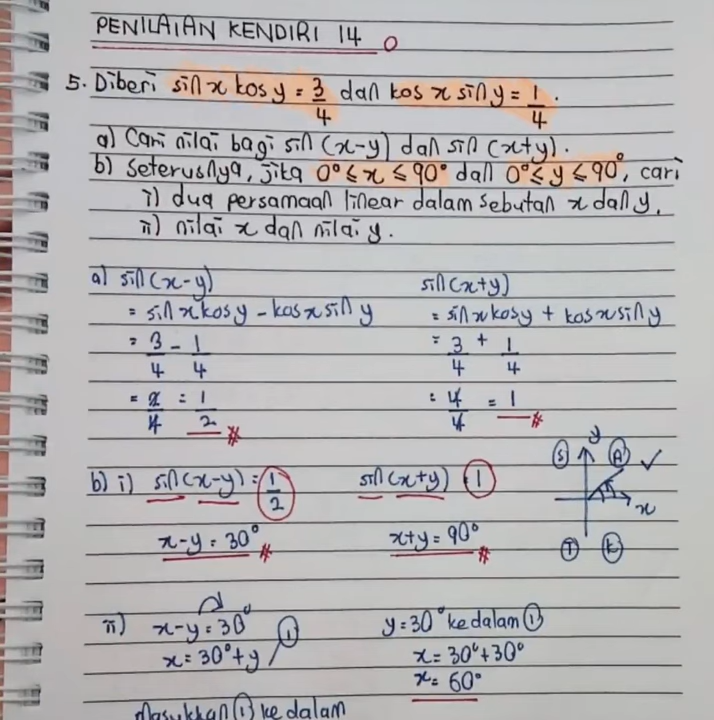 PENILAIAN KENDIRI 14
5. Diberi sin x kos y = 3/4 dan kos x sin y = 1/4.
a) Cari nilai bagi sin (x-y) dan sin (x+y).
b) Seterusnya, jika 0° ≤ x ≤ 90° dan 0° ≤ y ≤ 90°, cari
i) dua persamaan linear dalam sebutan x dan y.
ii) nilai x dan nilai y.
a) sin (x-y)
= sin x kos y - kos x sin y
= 3/4 - 1/4
= 2/4 = 1/2
sin (x+y)
= sin x kos y + kos x sin y
= 3/4 + 1/4
= 4/4 = 1
b) i) sin (x-y) = 1/2
x-y = 30°
sin (x+y) = 1
x+y = 90°
y
S A ✓
x
T K
ii) x-y = 30°
x = 30° + y 1
Masukkan 1 ke dalam
y = 30° ke dalam 1
x = 30° + 30°
x = 60°